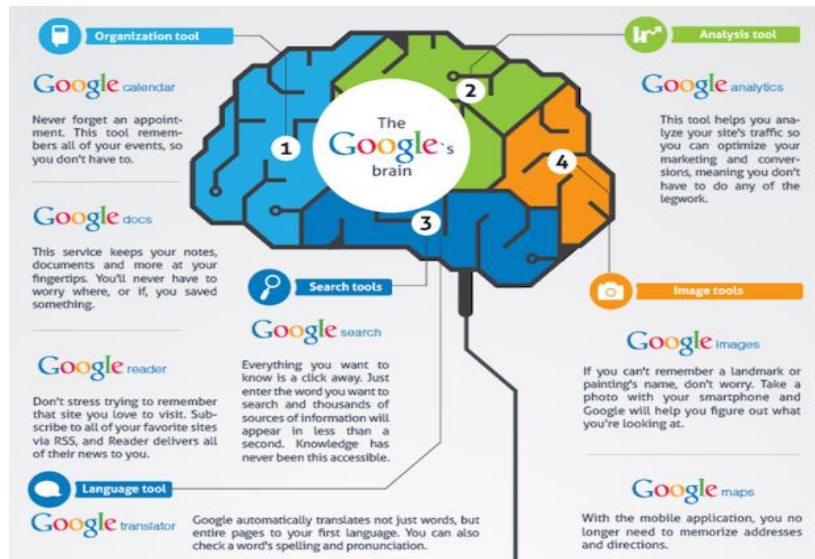 Organization tool
Google calendar
Never forget an appoint-
ment. This tool remem-
bers all of your events, so
you don't have to.
Google docs
This service keeps your notes,
documents and more at your
fingertips. You'll never have to
worry where, or if, you saved
something.
Google reader
Don't stress trying to remember
that site you love to visit. Sub-
scribe to all of your favorite sites
via RSS, and Reader delivers all
of their news to you.
The
Google`s
brain
1
2
3
4
Search tools
Google search
Everything you want to
know is a click away. Just
enter the word you want to
search and thousands of
sources of information will
appear in less than a
second. Knowledge has
never been this accessible.
Analysis tool
Google analytics
This tool helps you ana-
lyze your site's traffic so
you can optimize your
marketing and conver-
sions, meaning you don't
have to do any of the
legwork.
Image tools
Google images
If you can't remember a landmark or
painting's name, don't worry. Take a
photo with your smartphone and
Google will help you figure out what
you're looking at.
Google maps
With the mobile application, you no
longer need to memorize addresses
and directions.
Language tool
Google translator
Google automatically translates not just words, but
entire pages to your first language. You can also
check a word's spelling and pronunciation.